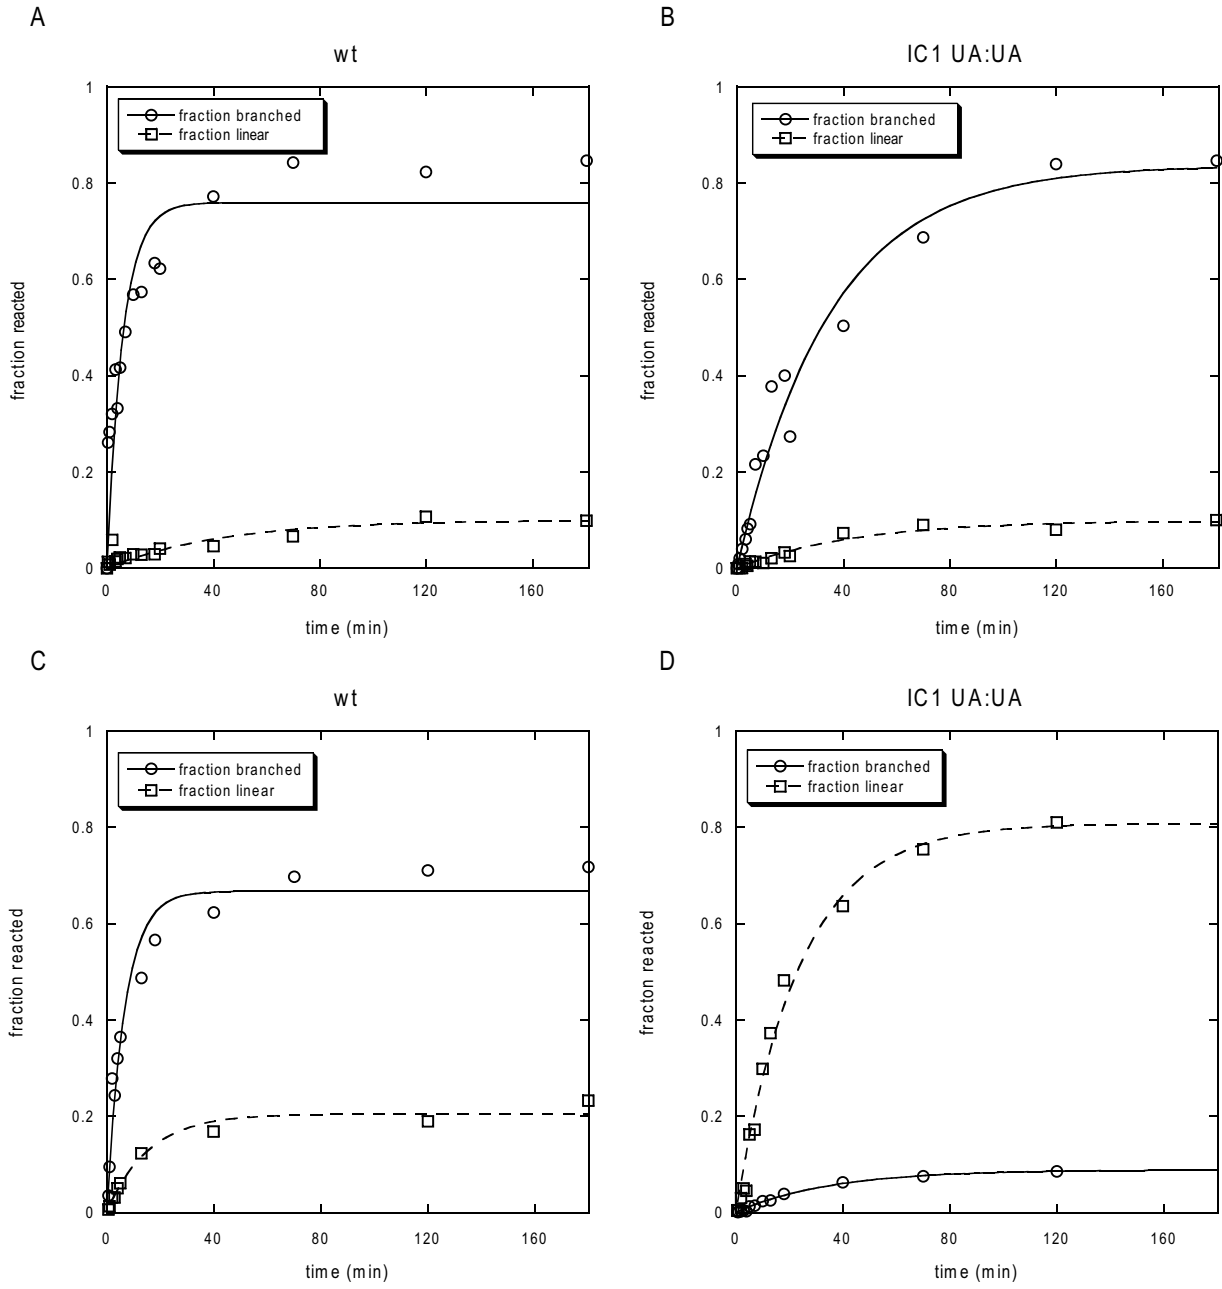 A
wt
1
0.8
0.6
0.4
0.2
0
fraction branched
fraction linear
fraction reacted
0 40 80 120 160
time (min)
B
IC1 UA:UA
1
0.8
0.6
0.4
0.2
0
fraction branched
fraction linear
fraction reacted
0 40 80 120 160
time (min)
C
wt
1
0.8
0.6
0.4
0.2
0
fraction branched
fraction linear
fraction reacted
0 40 80 120 160
time (min)
D
IC1 UA:UA
1
0.8
0.6
0.4
0.2
0
fraction branched
fraction linear
fracton reacted
0 40 80 120 160
time (min)